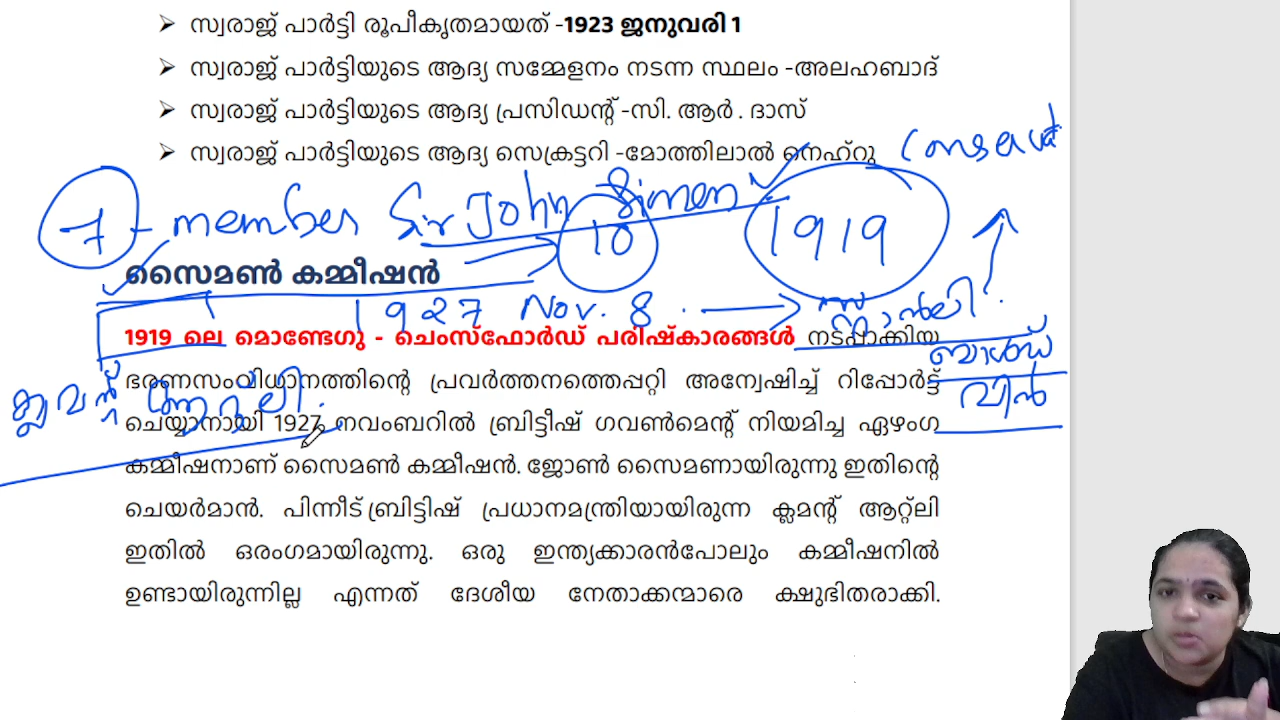 ➤ സ്വരാജ് പാർട്ടി രൂപീകൃതമായത് -1923 ജനുവരി 1
➤ സ്വരാജ് പാർട്ടിയുടെ ആദ്യ സമ്മേളനം നടന്ന സ്ഥലം -അലഹബാദ്
➤ സ്വരാജ് പാർട്ടിയുടെ ആദ്യ പ്രസിഡന്റ് -സി. ആർ . ദാസ്
➤ സ്വരാജ് പാർട്ടിയുടെ ആദ്യ സെക്രട്ടറി -മോത്തിലാൽ നെഹ്‌റു
7 - member Sir John Simon 10 1919
സൈമൺ കമ്മീഷൻ
1927 Nov. 8 സ്റ്റാൻലി
1919 ലെ മൊണ്ടേഗു - ചെംസ്ഫോർഡ് പരിഷ്കാരങ്ങൾ നടപ്പാക്കിയ
ബാൾഡ്
ഭരണസംവിധാനത്തിന്റെ പ്രവർത്തനത്തെപ്പറ്റി അന്വേഷിച്ച് റിപ്പോർട്ട്
വിൻ
ചെയ്യാനായി 1927 നവംബറിൽ ബ്രിട്ടീഷ് ഗവൺമെന്റ് നിയമിച്ച ഏഴംഗ
കമ്മീഷനാണ് സൈമൺ കമ്മീഷൻ. ജോൺ സൈമണായിരുന്നു ഇതിന്റെ
ചെയർമാൻ. പിന്നീട് ബ്രിട്ടിഷ് പ്രധാനമന്ത്രിയായിരുന്ന ക്ലമന്റ് ആറ്റ്ലി
ഇതിൽ ഒരംഗമായിരുന്നു. ഒരു ഇന്ത്യക്കാരൻപോലും കമ്മീഷനിൽ
ഉണ്ടായിരുന്നില്ല എന്നത് ദേശീയ നേതാക്കന്മാരെ ക്ഷുഭിതരാക്കി.